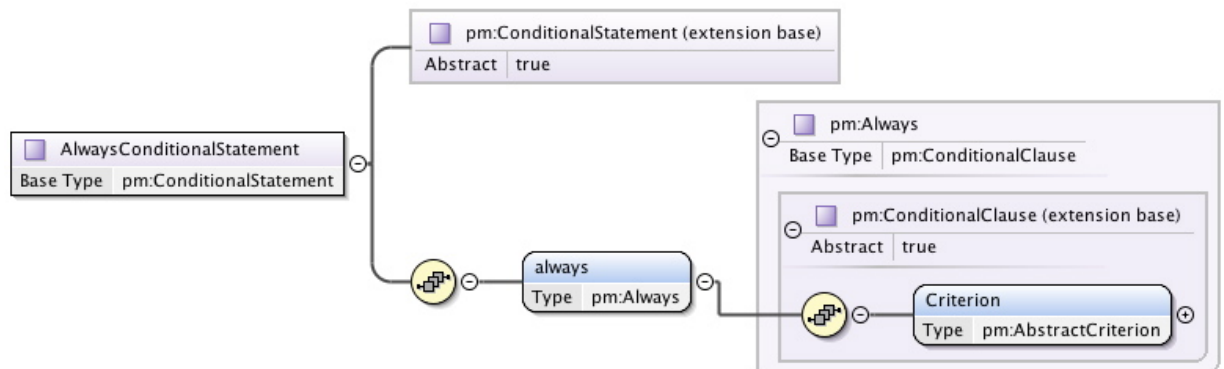 pm:ConditionalStatement (extension base)
Abstract true
AlwaysConditionalStatement
Base Type pm:ConditionalStatement
pm:Always
Base Type pm:ConditionalClause
pm:ConditionalClause (extension base)
Abstract true
always
Type pm:Always
Criterion
Type pm:AbstractCriterion